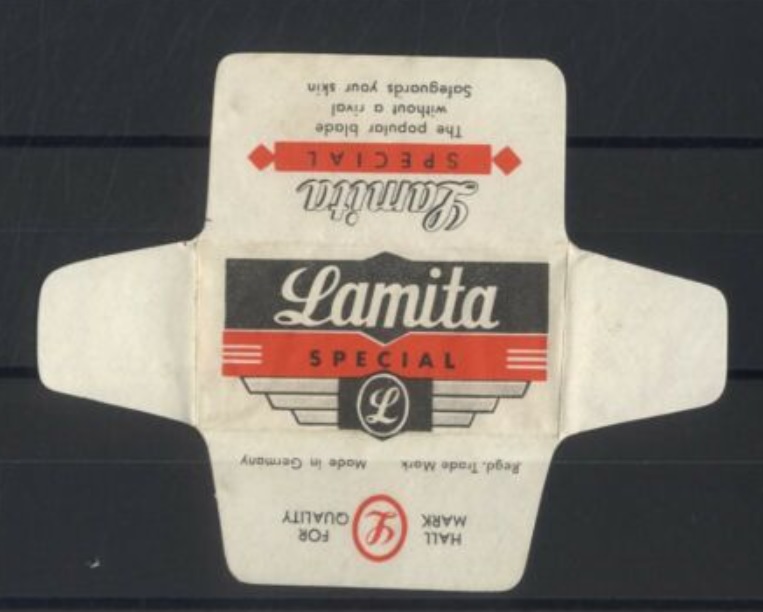 Lamita
SPECIAL
The popular blade
without a rival
Safeguards your skin
Lamita
SPECIAL
L
Regd. Trade Mark Made in Germany
HALL MARK L FOR QUALITY